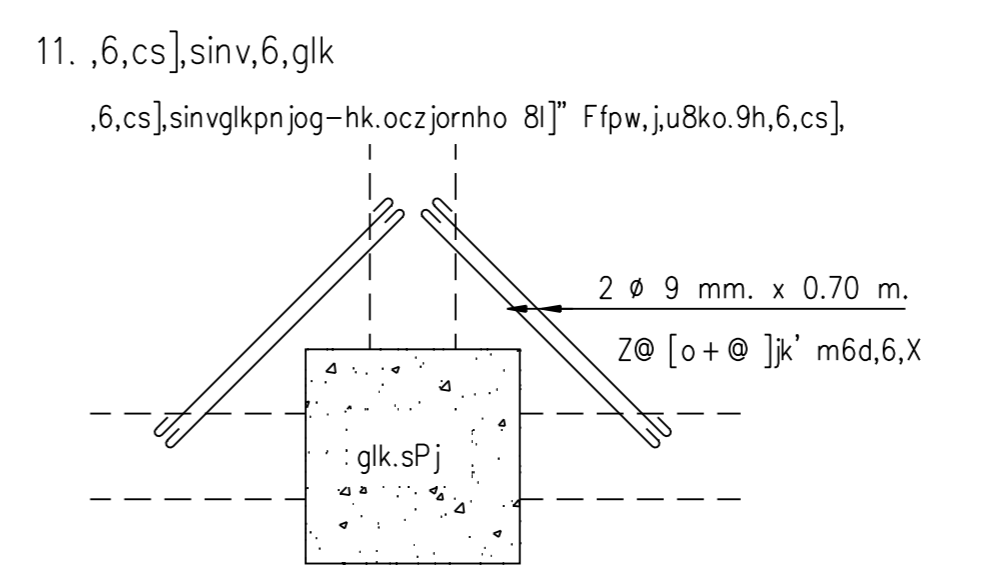 11. ,6,cs],sinv,6,glk
,6,cs],sinvglkpnjog-hk.oczjornho 8l]” Ffpw,j,u8ko.9h,6,cs],
2 ø 9 mm. x 0.70 m.
Z@ [o + @ ]jk’ m6d,6,X
glk.sPj